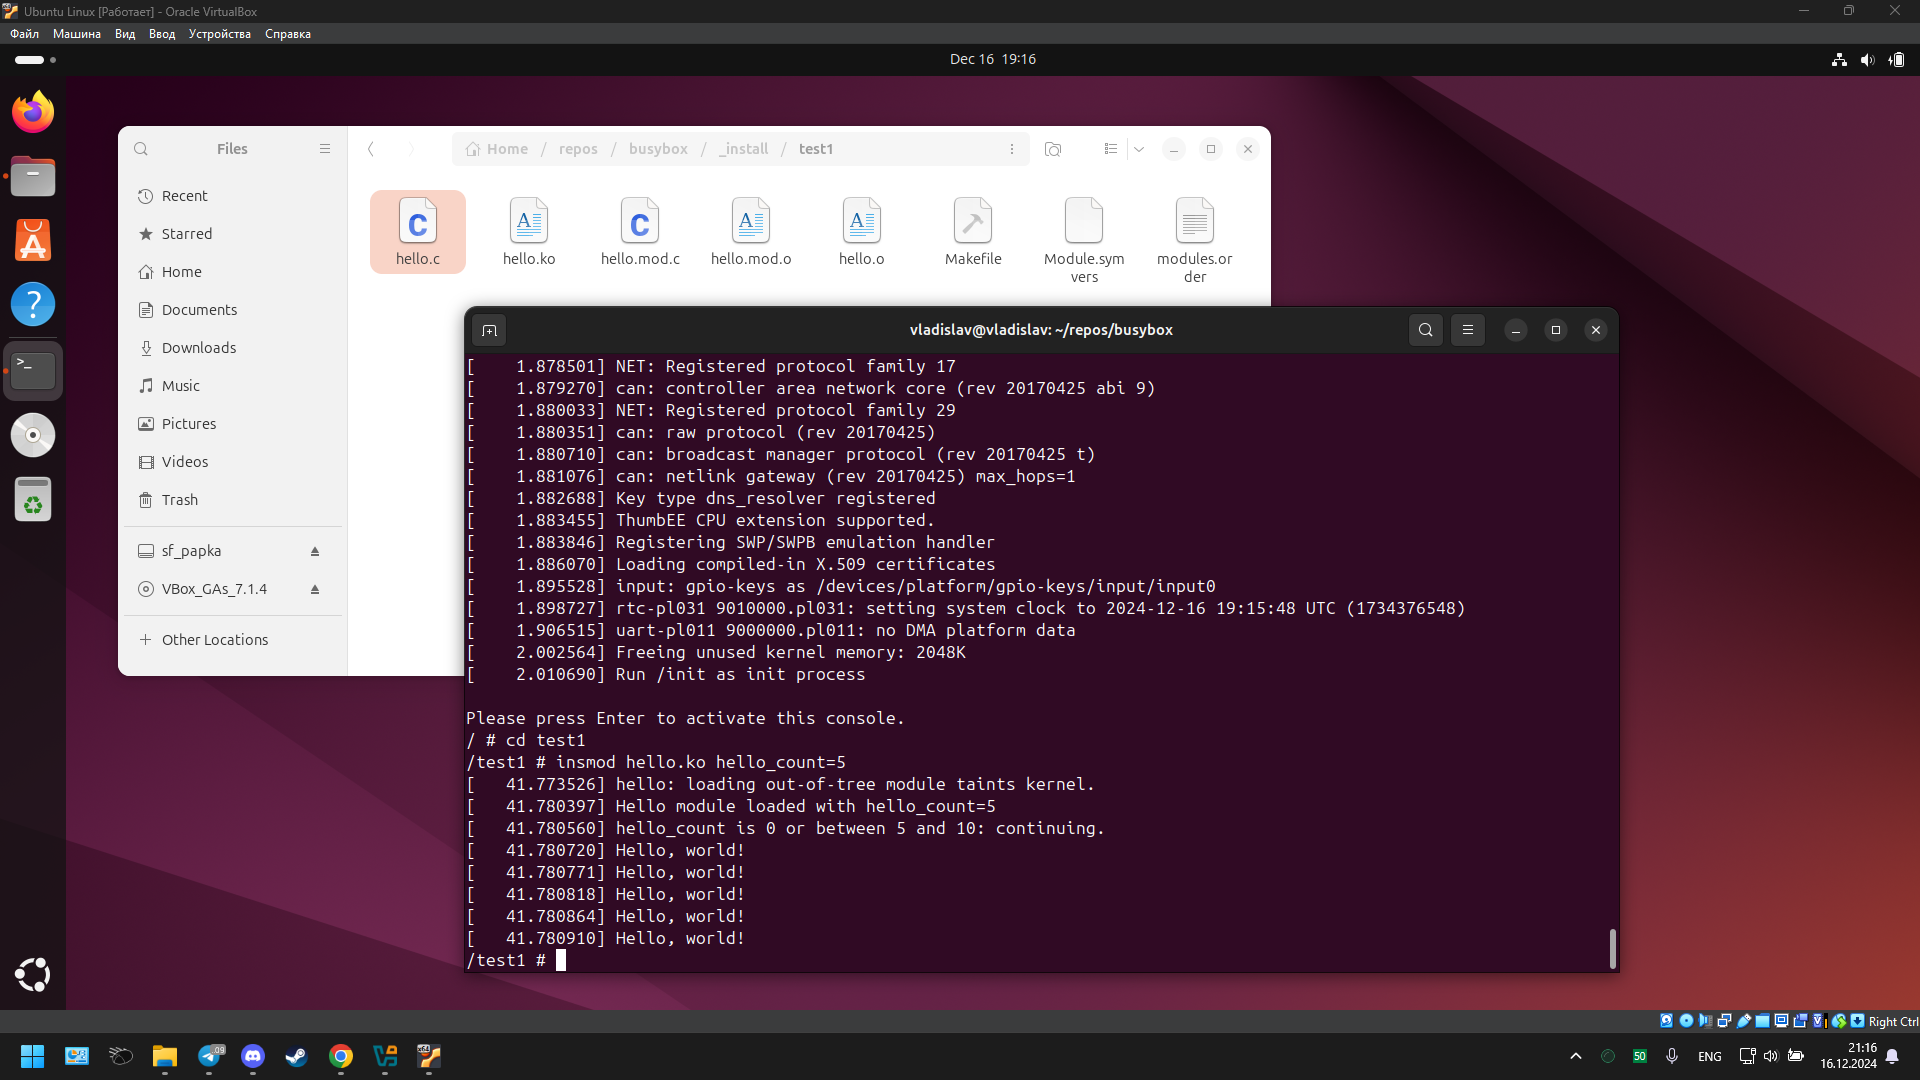 Ubuntu Linux [Работает] - Oracle VirtualBox
Файл Машина Вид Ввод Устройства Справка
Dec 16 19:16
Files
Home / repos / busybox / _install / test1
Recent
Starred
Home
Documents
Downloads
Music
Pictures
Videos
Trash
sf_papka
VBox_GAs_7.1.4
Other Locations
hello.c
hello.ko
hello.mod.c
hello.mod.o
hello.o
Makefile
Module.sym
vers
modules.or
der
vladislav@vladislav: ~/repos/busybox
[    1.878501] NET: Registered protocol family 17
[    1.879270] can: controller area network core (rev 20170425 abi 9)
[    1.880033] NET: Registered protocol family 29
[    1.880351] can: raw protocol (rev 20170425)
[    1.880710] can: broadcast manager protocol (rev 20170425 t)
[    1.881076] can: netlink gateway (rev 20170425) max_hops=1
[    1.882688] Key type dns_resolver registered
[    1.883455] ThumbEE CPU extension supported.
[    1.883846] Registering SWP/SWPB emulation handler
[    1.886070] Loading compiled-in X.509 certificates
[    1.895528] input: gpio-keys as /devices/platform/gpio-keys/input/input0
[    1.898727] rtc-pl031 9010000.pl031: setting system clock to 2024-12-16 19:15:48 UTC (1734376548)
[    1.906515] uart-pl011 9000000.pl011: no DMA platform data
[    2.002564] Freeing unused kernel memory: 2048K
[    2.010690] Run /init as init process
Please press Enter to activate this console.
/ # cd test1
/test1 # insmod hello.ko hello_count=5
[   41.773526] hello: loading out-of-tree module taints kernel.
[   41.780397] Hello module loaded with hello_count=5
[   41.780560] hello_count is 0 or between 5 and 10: continuing.
[   41.780720] Hello, world!
[   41.780771] Hello, world!
[   41.780818] Hello, world!
[   41.780864] Hello, world!
[   41.780910] Hello, world!
/test1 #
Right Ctrl
.09
50
ENG
21:16
16.12.2024